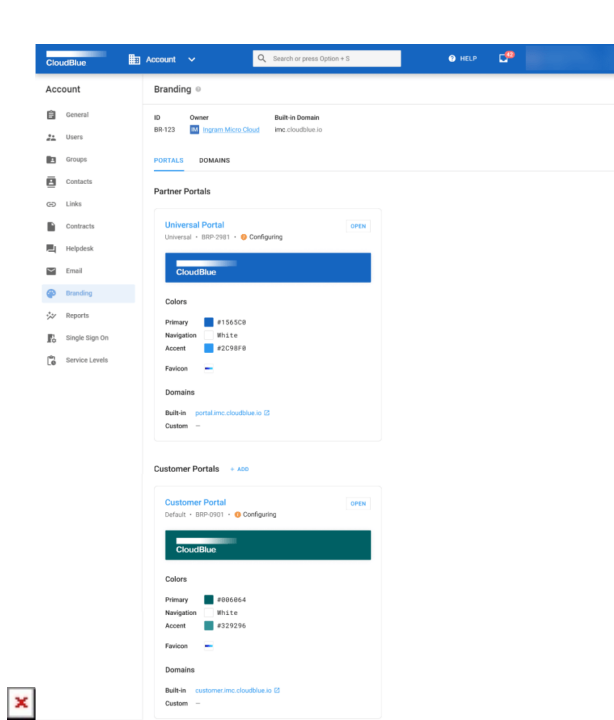 CloudBlue
Account
Search or press Option + S
HELP
42
Account
General
Users
Groups
Contacts
Links
Contracts
Helpdesk
Email
Branding
Reports
Single Sign On
Service Levels
Branding
ID Owner Built-in Domain
BR-123 IM Ingram Micro Cloud imc.cloudblue.io
PORTALS DOMAINS
Partner Portals
Universal Portal
OPEN
Universal • BRP-2981 • Configuring
CloudBlue
Colors
Primary #1565C0
Navigation White
Accent #2C98F0
Favicon
Domains
Built-in portal.imc.cloudblue.io
Custom –
Customer Portals + ADD
Customer Portal
OPEN
Default • BRP-0901 • Configuring
CloudBlue
Colors
Primary #006064
Navigation White
Accent #329296
Favicon
Domains
Built-in customer.imc.cloudblue.io
Custom –